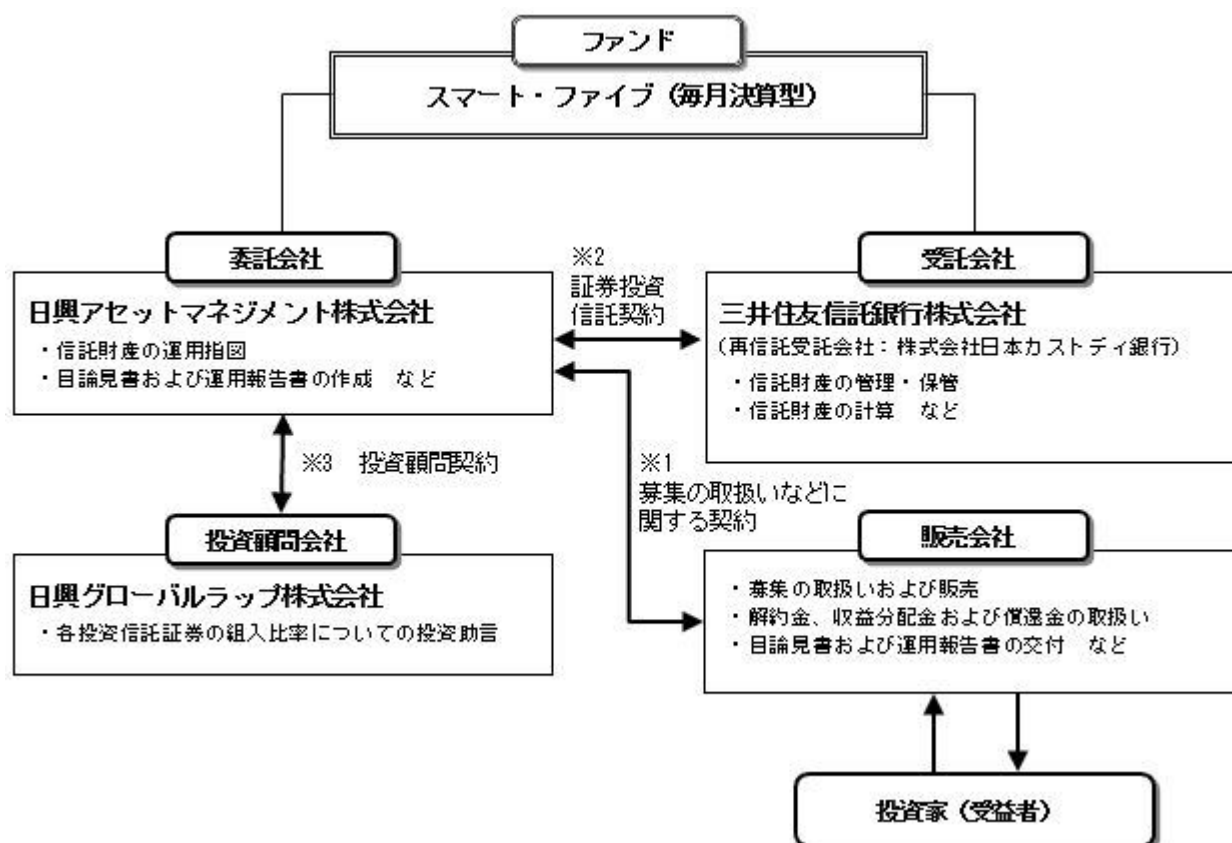 ファンド
スマート・ファイブ（毎月決算型）
委託会社
日興アセットマネジメント株式会社
・信託財産の運用指図
・目論見書および運用報告書の作成　など
※2
証券投資
信託契約
受託会社
三井住友信託銀行株式会社
（再信託受託会社：株式会社日本カストディ銀行）
・信託財産の管理・保管
・信託財産の計算　など
※3　投資顧問契約
※1
募集の取扱いなどに
関する契約
投資顧問会社
日興グローバルラップ株式会社
・各投資信託証券の組入比率についての投資助言
販売会社
・募集の取扱いおよび販売
・解約金、収益分配金および償還金の取扱い
・目論見書および運用報告書の交付　など
投資家（受益者）